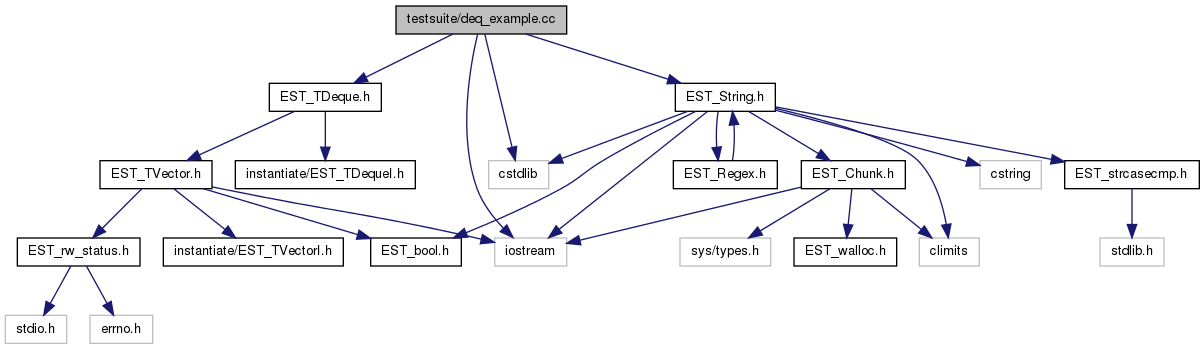 testsuite/deq_example.cc
EST_TDeque.h
EST_String.h
EST_TVector.h
instantiate/EST_TDequeI.h
cstdlib
EST_Regex.h
EST_Chunk.h
cstring
EST_strcasecmp.h
EST_rw_status.h
instantiate/EST_TVectorI.h
EST_bool.h
iostream
sys/types.h
EST_walloc.h
climits
stdlib.h
stdio.h
errno.h